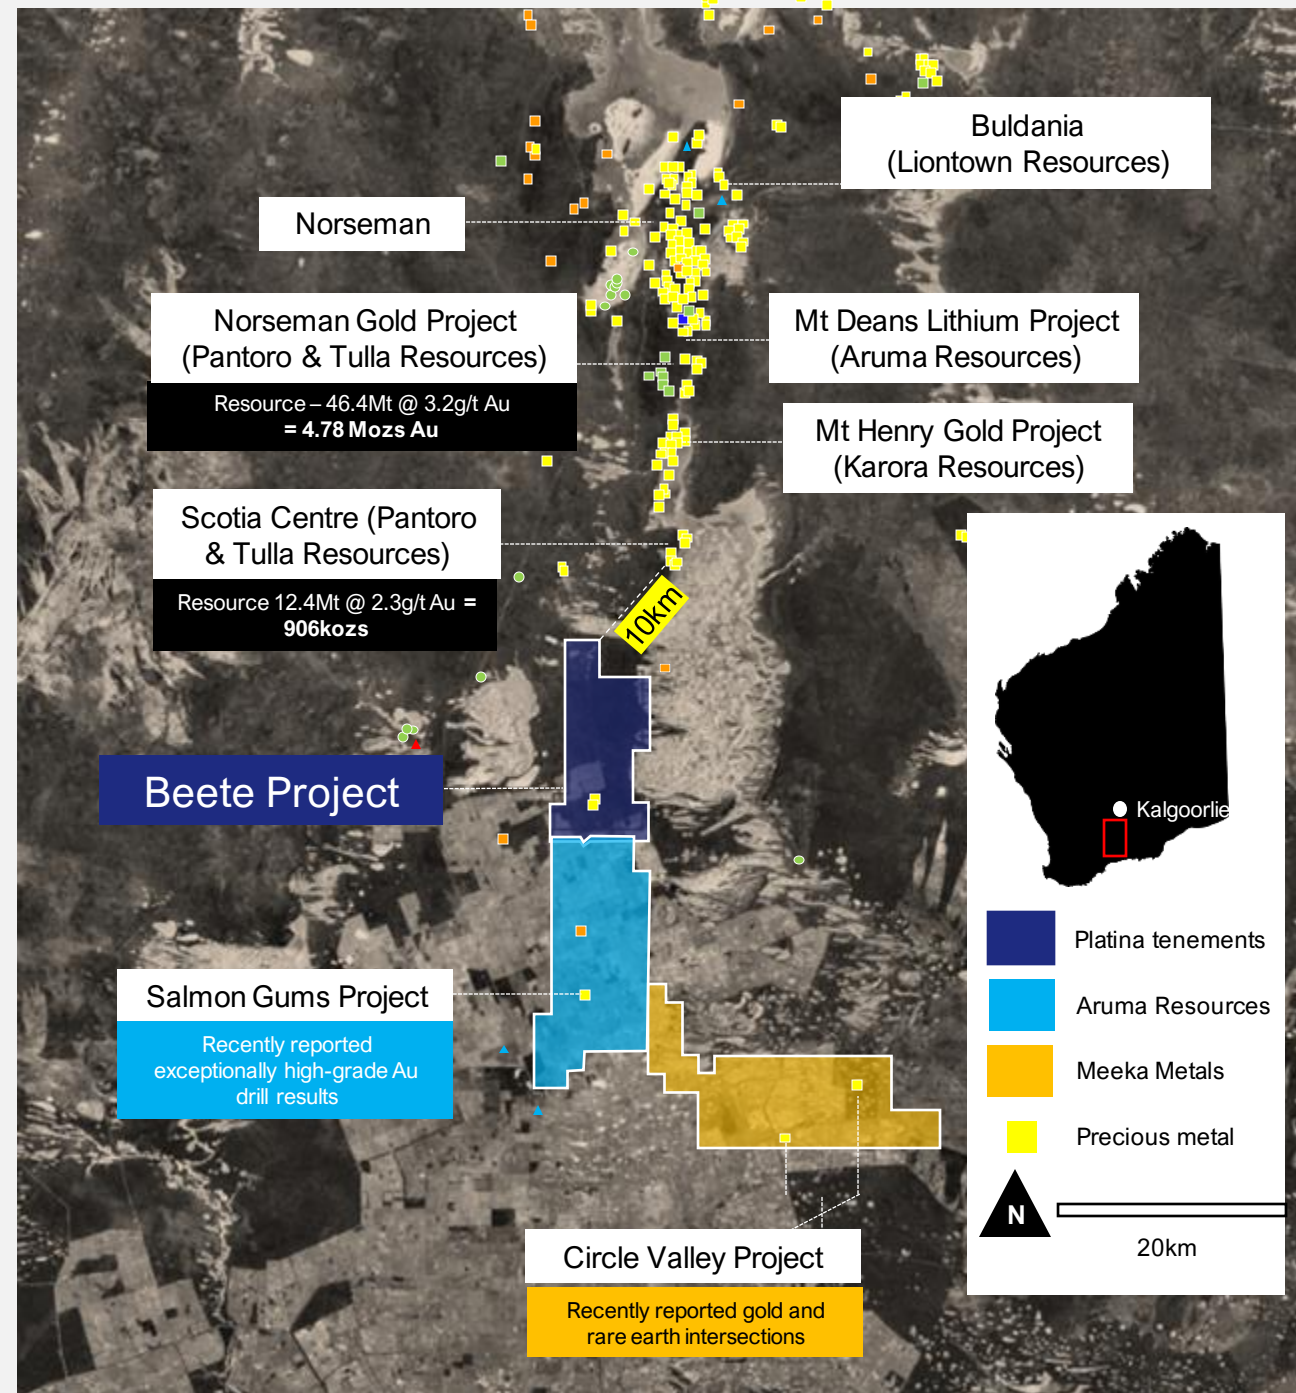 Buldania
(Liontown Resources)
Norseman
Norseman Gold Project
(Pantoro & Tulla Resources)
Resource – 46.4Mt @ 3.2g/t Au
= 4.78 Mozs Au
Mt Deans Lithium Project
(Aruma Resources)
Mt Henry Gold Project
(Karora Resources)
Scotia Centre (Pantoro
& Tulla Resources)
Resource 12.4Mt @ 2.3g/t Au =
906kozs
10km
Beete Project
Salmon Gums Project
Recently reported
exceptionally high-grade Au
drill results
Circle Valley Project
Recently reported gold and
rare earth intersections
Kalgoorlie
Platina tenements
Aruma Resources
Meeka Metals
Precious metal
N
20km